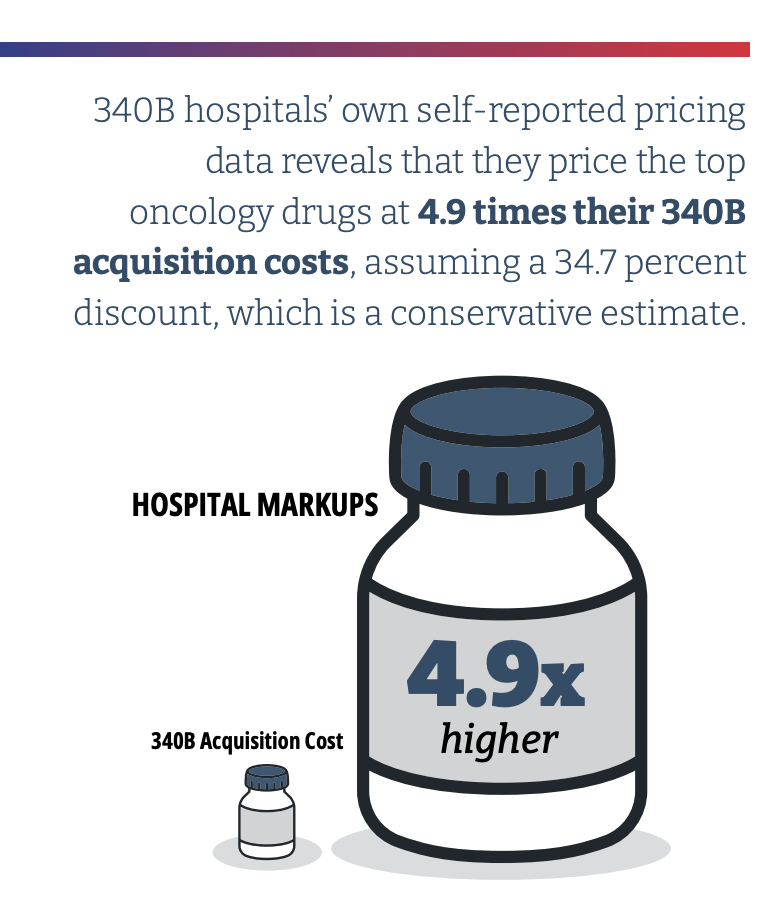 340B hospitals’ own self-reported pricing
data reveals that they price the top
oncology drugs at 4.9 times their 340B
acquisition costs, assuming a 34.7 percent
discount, which is a conservative estimate.
HOSPITAL MARKUPS
4.9x
higher
340B Acquisition Cost